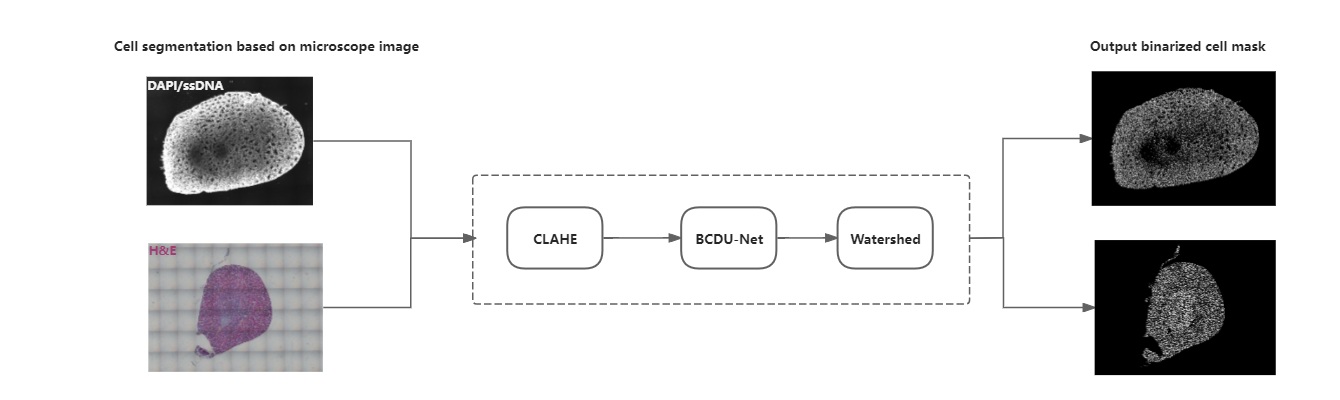 Cell segmentation based on microscope image
Output binarized cell mask
DAPI/ssDNA
H&E
CLAHE
BCDU-Net
Watershed